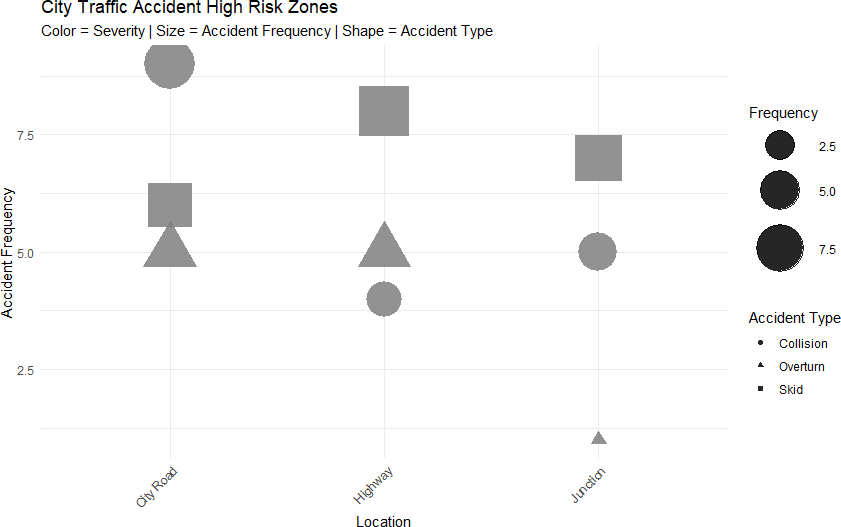 City Traffic Accident High Risk Zones
Color = Severity | Size = Accident Frequency | Shape = Accident Type
Accident Frequency
7.5
5.0
2.5
City Road
Highway
Junction
Location
Frequency
2.5
5.0
7.5
Accident Type
Collision
Overturn
Skid